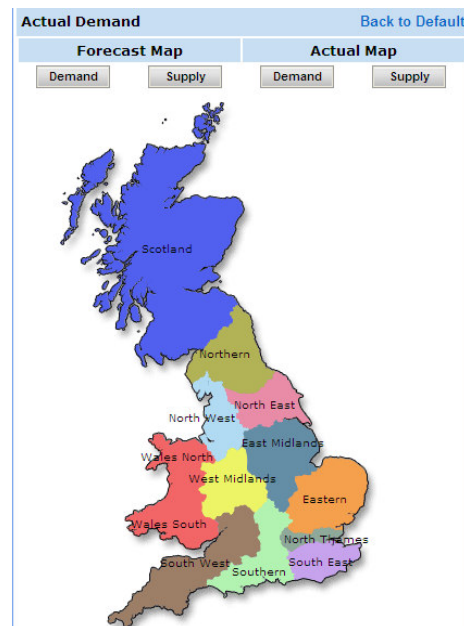 Actual Demand Back to Default
Forecast Map Actual Map
Demand Supply Demand Supply
Scotland
Northern
North East
North West
East Midlands
Wales North
West Midlands
Eastern
Wales South
North Thames
South West
South East
Southern